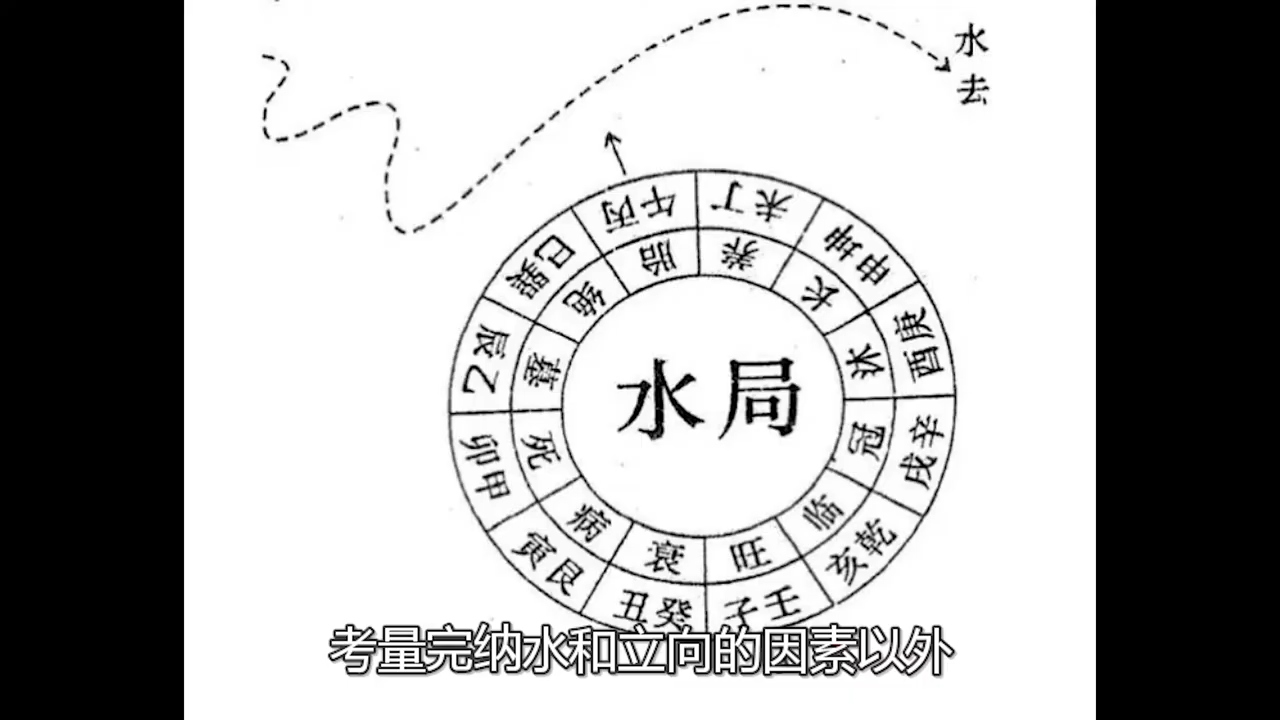 水
去
丙午
丁未
坤申
庚酉
辛戌
乾亥
壬子
癸丑
艮寅
甲卯
乙辰
巽巳
胎
养
长
沐
冠
临
旺
衰
病
死
墓
绝
水局
考量完纳水和立向的因素以外